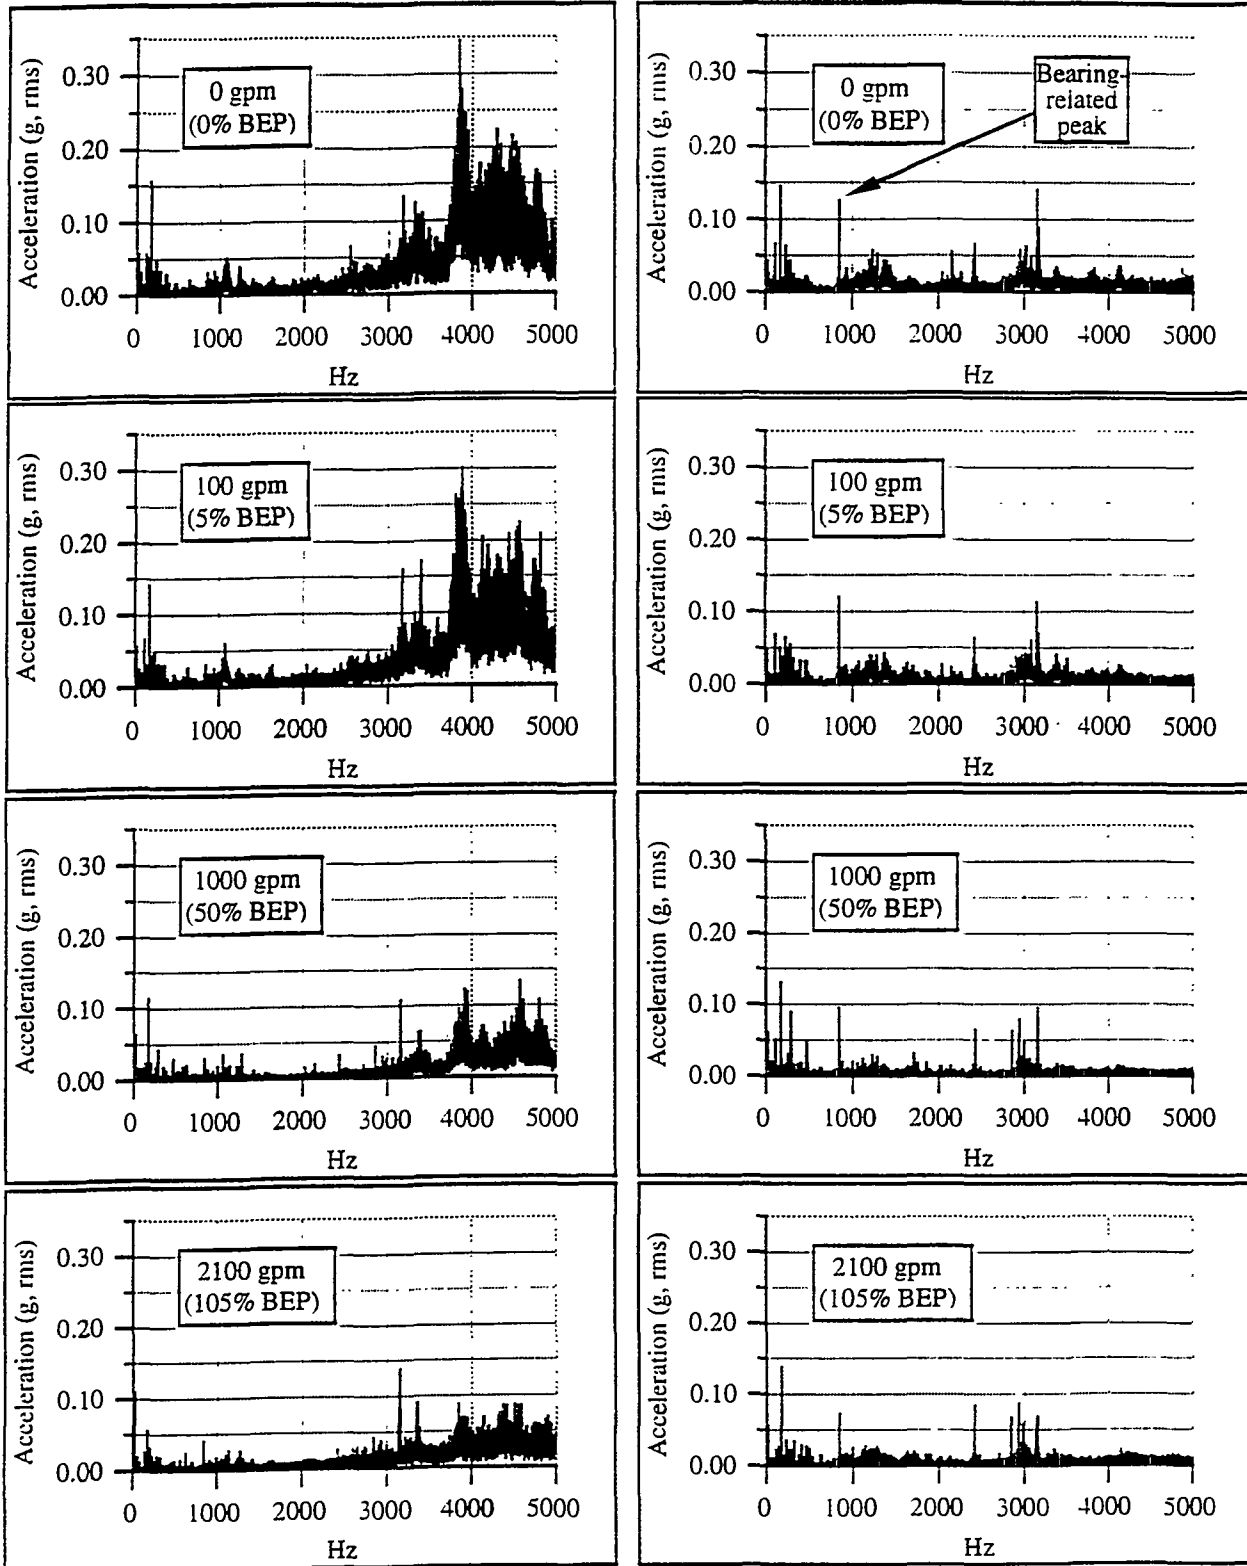 Acceleration (g, rms)
0.30
0.20
0.10
0.00
0 gpm
(0% BEP)
0 1000 2000 3000 4000 5000
Hz
Acceleration (g, rms)
0.30
0.20
0.10
0.00
0 gpm
(0% BEP)
Bearing-
related
peak
0 1000 2000 3000 4000 5000
Hz
Acceleration (g, rms)
0.30
0.20
0.10
0.00
100 gpm
(5% BEP)
0 1000 2000 3000 4000 5000
Hz
Acceleration (g, rms)
0.30
0.20
0.10
0.00
100 gpm
(5% BEP)
0 1000 2000 3000 4000 5000
Hz
Acceleration (g, rms)
0.30
0.20
0.10
0.00
1000 gpm
(50% BEP)
0 1000 2000 3000 4000 5000
Hz
Acceleration (g, rms)
0.30
0.20
0.10
0.00
1000 gpm
(50% BEP)
0 1000 2000 3000 4000 5000
Hz
Acceleration (g, rms)
0.30
0.20
0.10
0.00
2100 gpm
(105% BEP)
0 1000 2000 3000 4000 5000
Hz
Acceleration (g, rms)
0.30
0.20
0.10
0.00
2100 gpm
(105% BEP)
0 1000 2000 3000 4000 5000
Hz